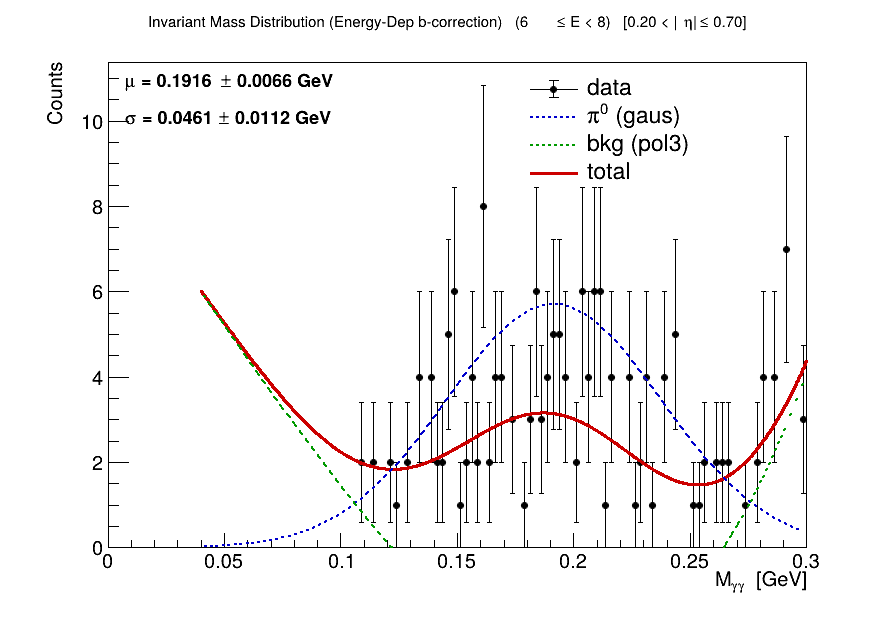 Invariant Mass Distribution (Energy-Dep b-correction) (6 ≤ E < 8) [0.20 < | η| ≤ 0.70]
Counts
μ = 0.1916 ± 0.0066 GeV
σ = 0.0461 ± 0.0112 GeV
data
π⁰ (gaus)
bkg (pol3)
total
10
8
6
4
2
0
0 0.05 0.1 0.15 0.2 0.25 0.3
M_γγ [GeV]